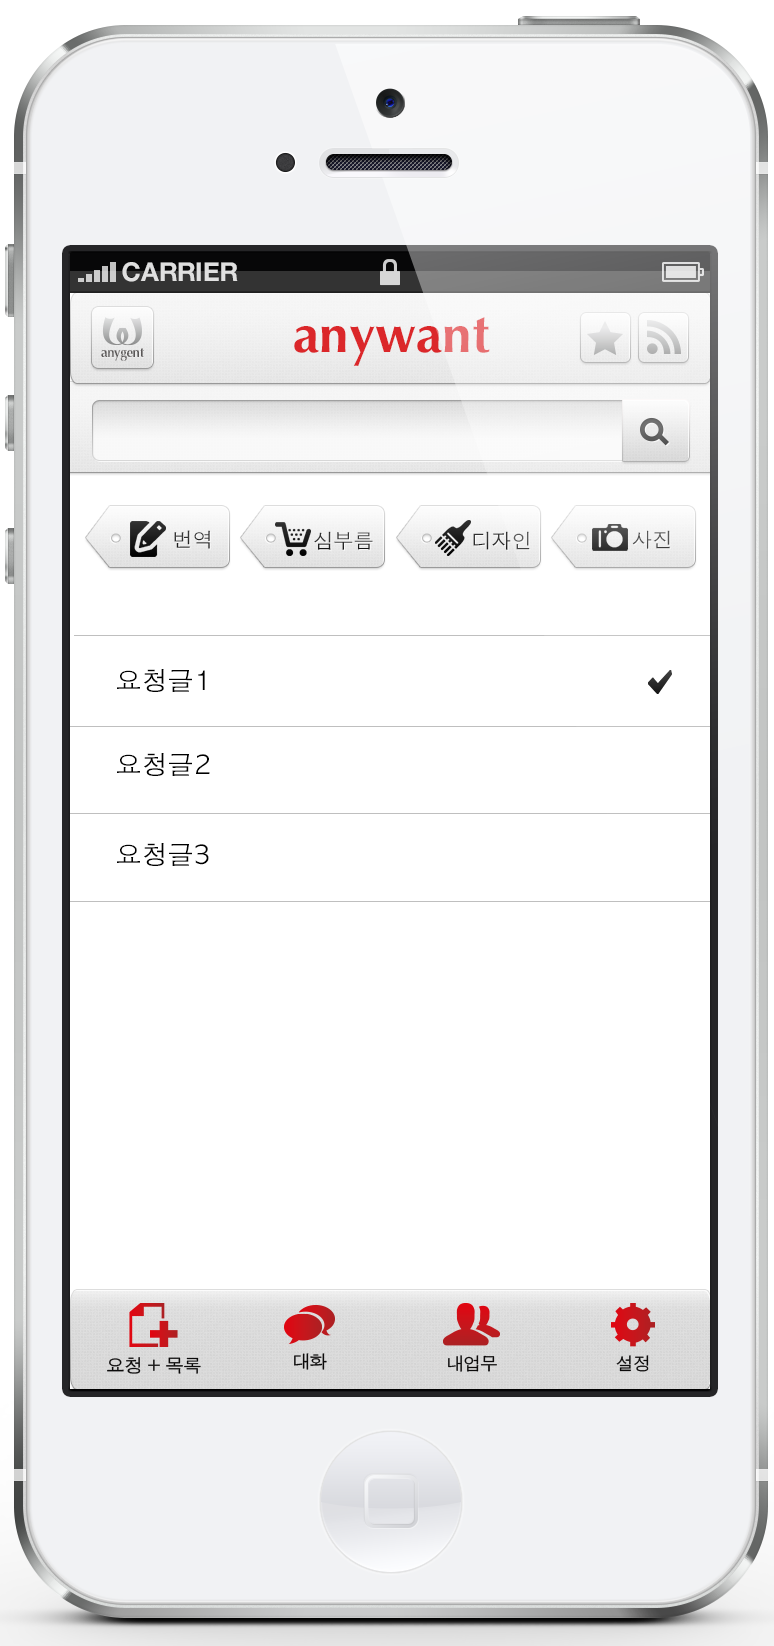 CARRIER
anygent
anywant
번역
심부름
디자인
사진
요청글1
요청글2
요청글3
요청 + 목록
대화
내업무
설정